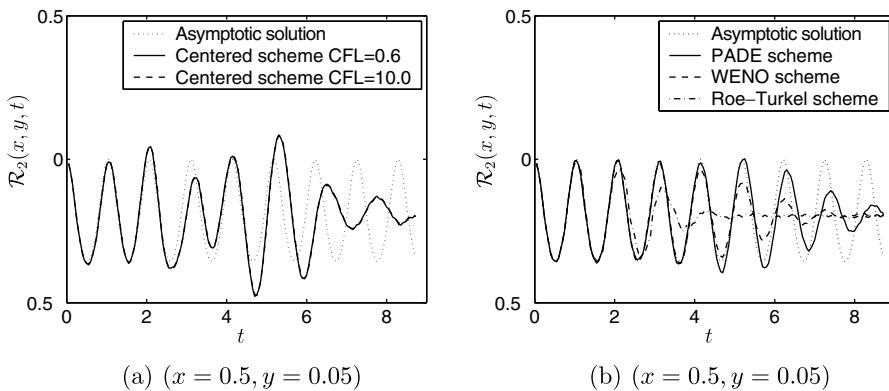 0.5
Asymptotic solution
Centered scheme CFL=0.6
Centered scheme CFL=10.0
0
0.5
0 2 4 6 8
R₂(x, y, t)
t
(a) (x = 0.5, y = 0.05)
0.5
Asymptotic solution
PADE scheme
WENO scheme
Roe−Turkel scheme
0
0.5
0 2 4 6 8
R₂(x, y, t)
t
(b) (x = 0.5, y = 0.05)